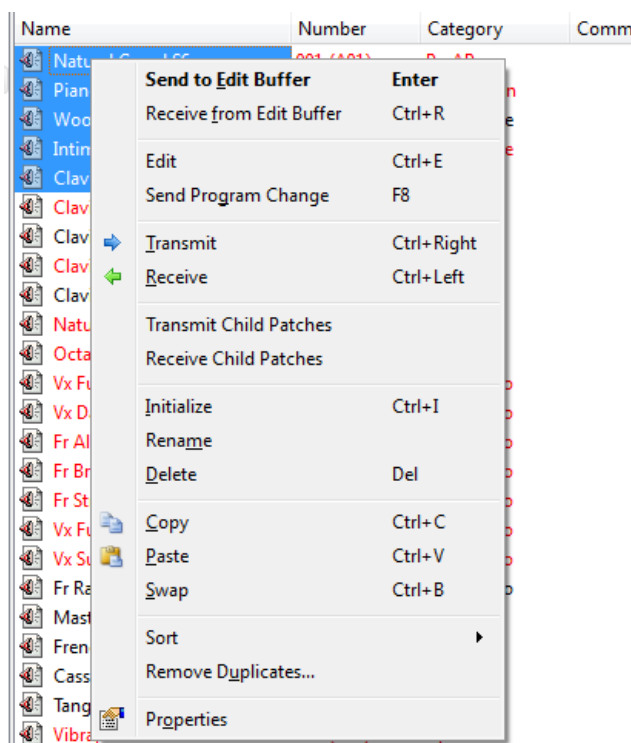 Name Number Category Comm
Natu
Pian
Woo
Intim
Clav
Clav
Clav
Clav
Clav
Natu
Octa
Vx Fu
Vx D
Fr Al
Fr Br
Fr St
Vx Fu
Vx Su
Fr Ra
Mast
Fren
Cass
Tang
Vibra
Send to Edit Buffer Enter
Receive from Edit Buffer Ctrl+R
Edit Ctrl+E
Send Program Change F8
Transmit Ctrl+Right
Receive Ctrl+Left
Transmit Child Patches
Receive Child Patches
Initialize Ctrl+I
Rename
Delete Del
Copy Ctrl+C
Paste Ctrl+V
Swap Ctrl+B
Sort
Remove Duplicates...
Properties